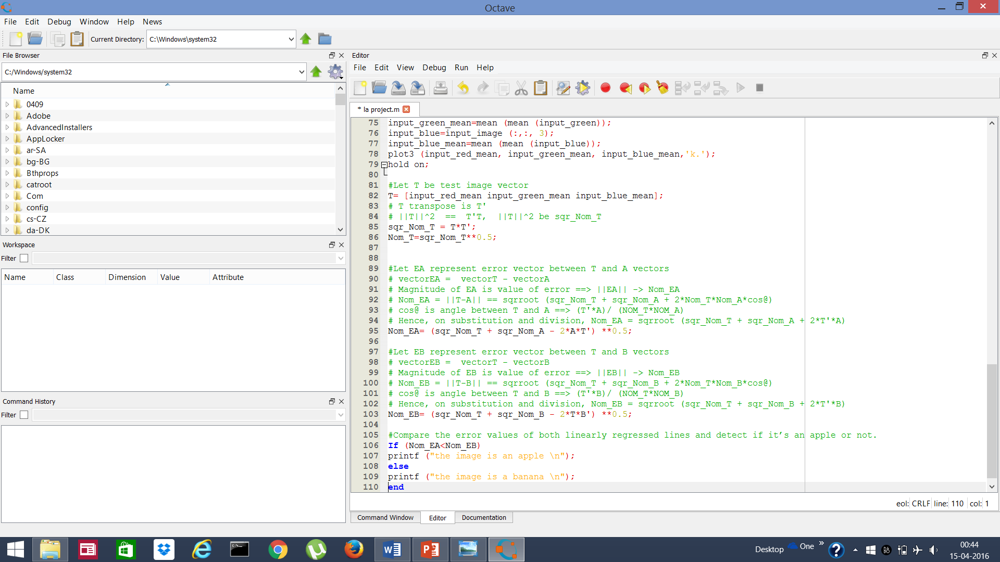 Octave
File Edit Debug Window Help News
Current Directory: C:\Windows\system32
File Browser
C:/Windows/system32
Name
0409
Adobe
AdvancedInstallers
AppLocker
ar-SA
bg-BG
Bthprops
catroot
Com
config
cs-CZ
da-DK
Workspace
Filter
Name Class Dimension Value Attribute
Command History
Filter
Editor
File Edit View Debug Run Help
* la project.m
75 input_green_mean=mean (mean (input_green));
76 input_blue=input_image (:,:, 3);
77 input_blue_mean=mean (mean (input_blue));
78 plot3 (input_red_mean, input_green_mean, input_blue_mean,'k.');
79 hold on;
80
81 #Let T be test image vector
82 T= [input_red_mean input_green_mean input_blue_mean];
83 # T transpose is T'
84 # ||T||^2  ==  T'T,  ||T||^2 be sqr_Nom_T
85 sqr_Nom_T = T*T';
86 Nom_T=sqr_Nom_T**0.5;
87
88
89 #Let EA represent error vector between T and A vectors
90 # vectorEA =  vectorT - vectorA
91 # Magnitude of EA is value of error ==> ||EA|| -> Nom_EA
92 # Nom_EA = ||T-A|| == sqrroot (sqr_Nom_T + sqr_Nom_A + 2*Nom_T*Nom_A*cos@)
93 # cos@ is angle between T and A ==> (T'*A)/ (NOM_T*NOM_A)
94 # Hence, on substitution and division, Nom_EA = sqrroot (sqr_Nom_T + sqr_Nom_A + 2*T'*A)
95 Nom_EA= (sqr_Nom_T + sqr_Nom_A - 2*A*T') **0.5;
96
97 #Let EB represent error vector between T and B vectors
98 # vectorEB =  vectorT - vectorB
99 # Magnitude of EB is value of error ==> ||EB|| -> Nom_EB
100 # Nom_EB = ||T-B|| == sqrroot (sqr_Nom_T + sqr_Nom_B + 2*Nom_T*Nom_B*cos@)
101 # cos@ is angle between T and B ==> (T'*B)/ (NOM_T*NOM_B)
102 # Hence, on substitution and division, Nom_EB = sqrroot (sqr_Nom_T + sqr_Nom_B + 2*T'*B)
103 Nom_EB= (sqr_Nom_T + sqr_Nom_B - 2*T*B') **0.5;
104
105 #Compare the error values of both linearly regressed lines and detect if it’s an apple or not.
106 If (Nom_EA<Nom_EB)
107 printf ("the image is an apple \n");
108 else
109 printf ("the image is a banana \n");
110 end
eol: CRLF line: 110 col: 1
Command Window Editor Documentation
Desktop One »
00:44
15-04-2016